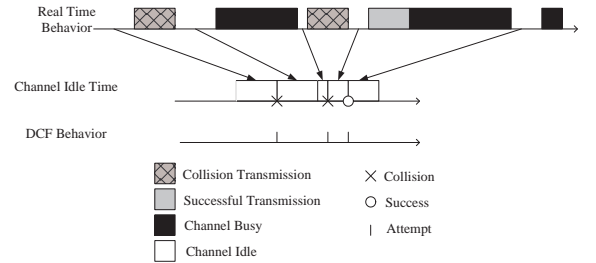 Real Time
Behavior
Channel Idle Time
DCF Behavior
Collision Transmission
Successful Transmission
Channel Busy
Channel Idle
Collision
Success
Attempt